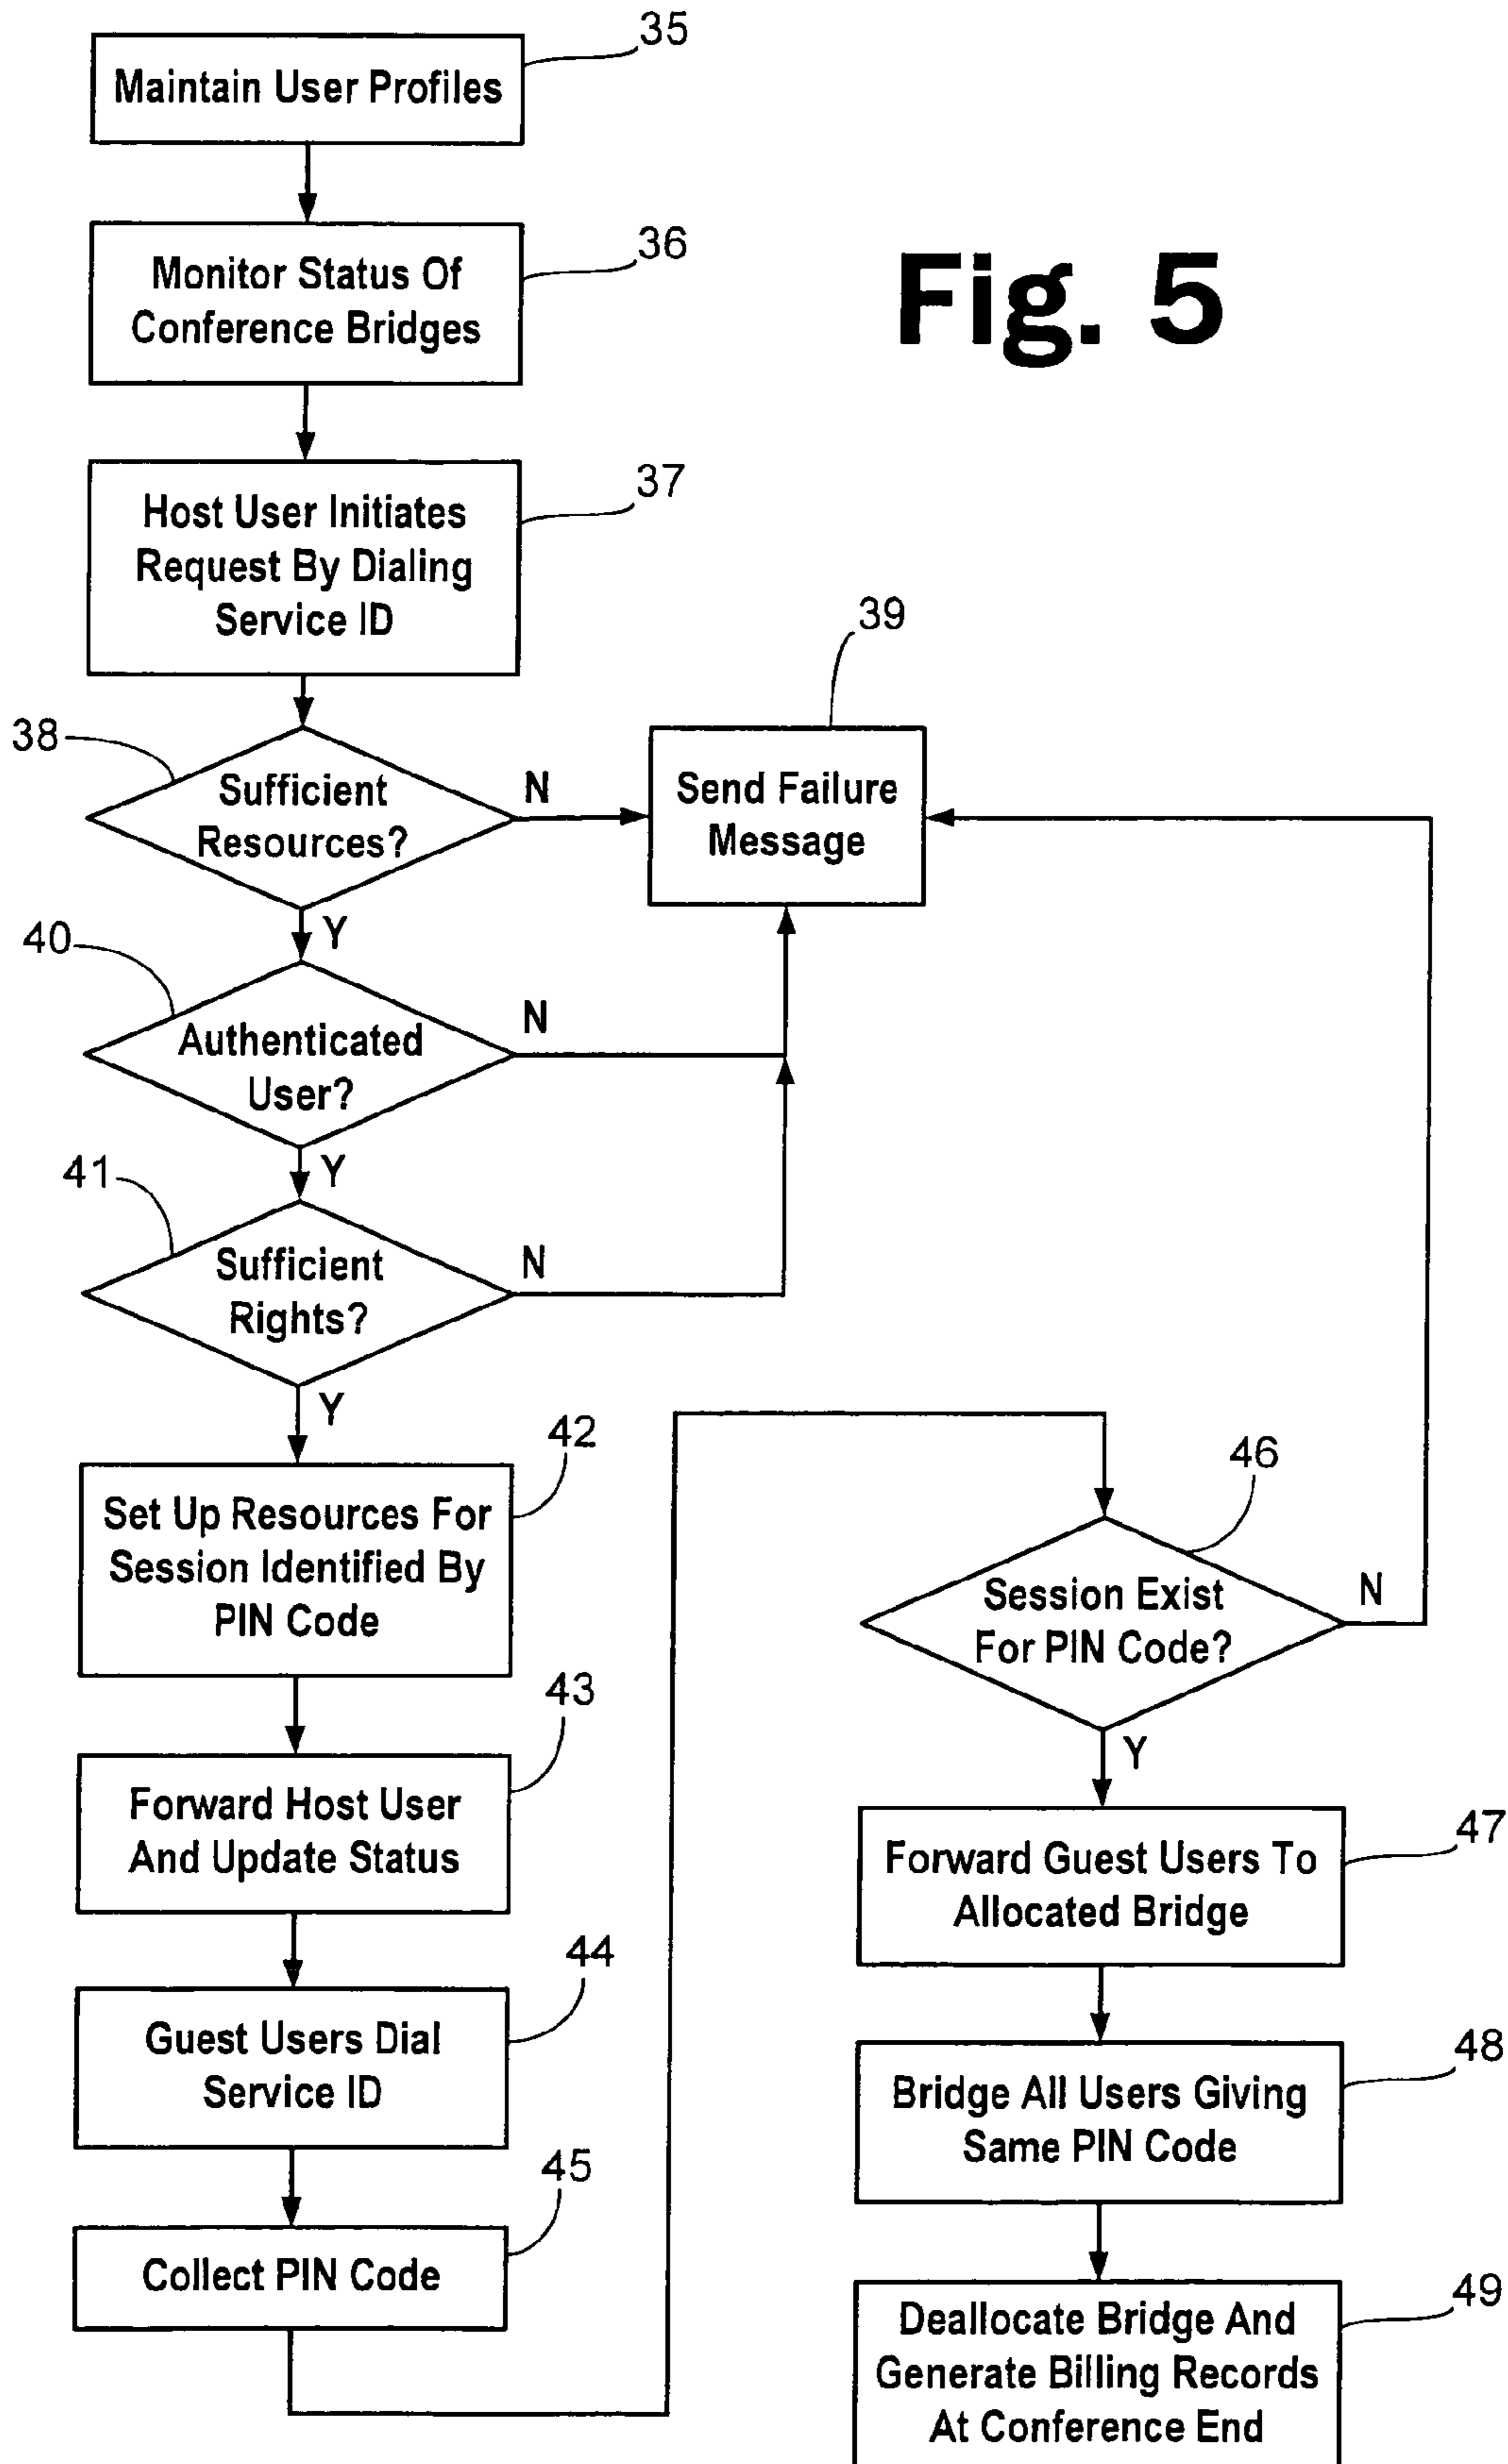 35
Maintain User Profiles
36
Monitor Status Of
Conference Bridges
Fig. 5
37
Host User Initiates
Request By Dialing
Service ID
38
Sufficient
Resources?
N
39
Send Failure
Message
Y
40
Authenticated
User?
N
Y
41
Sufficient
Rights?
N
Y
42
Set Up Resources For
Session Identified By
PIN Code
43
Forward Host User
And Update Status
44
Guest Users Dial
Service ID
45
Collect PIN Code
46
Session Exist
For PIN Code?
N
Y
47
Forward Guest Users To
Allocated Bridge
48
Bridge All Users Giving
Same PIN Code
49
Deallocate Bridge And
Generate Billing Records
At Conference End